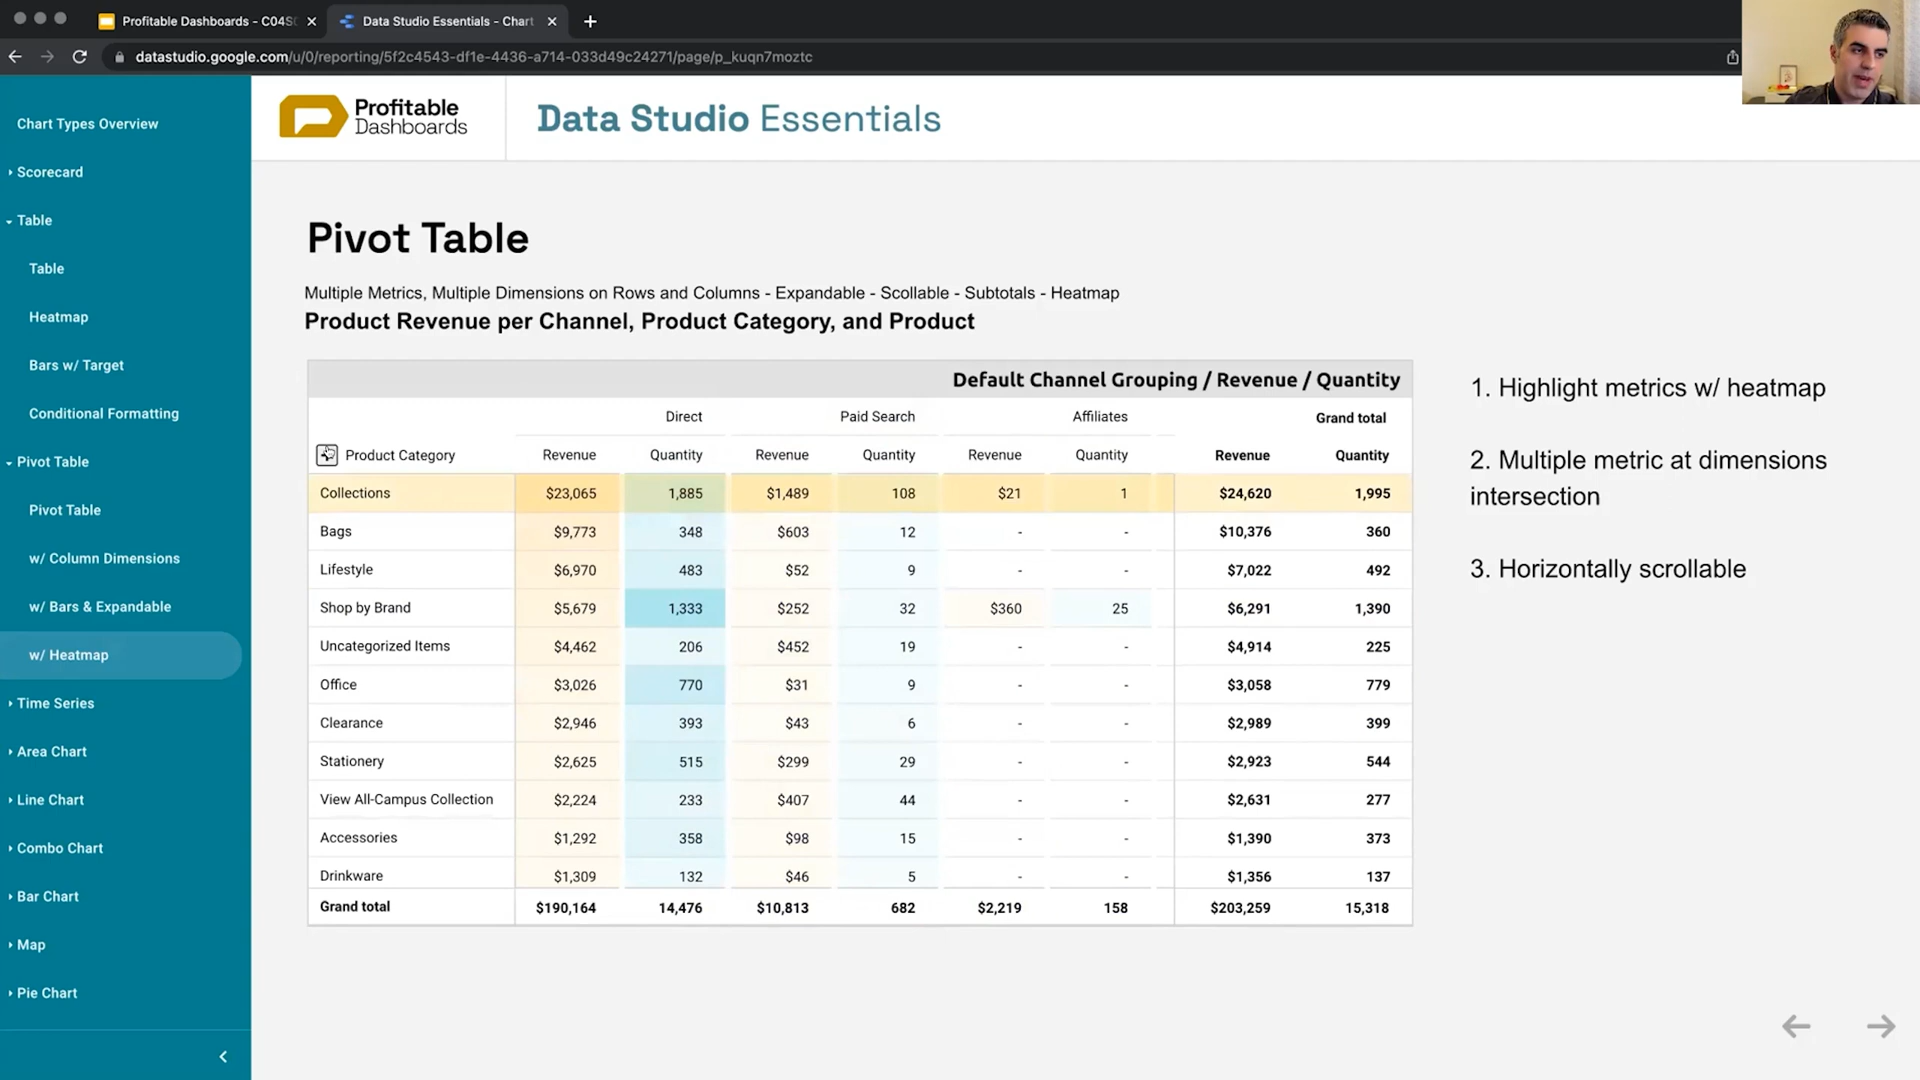 Profitable Dashboards - C04S
Data Studio Essentials - Chart
datastudio.google.com/u/0/reporting/5f2c4543-df1e-4436-a714-033d49c24271/page/p_kuqn7moztc
Chart Types Overview
Scorecard
Table
Table
Heatmap
Bars w/ Target
Conditional Formatting
Pivot Table
Pivot Table
w/ Column Dimensions
w/ Bars & Expandable
w/ Heatmap
Time Series
Area Chart
Line Chart
Combo Chart
Bar Chart
Map
Pie Chart
Profitable
Dashboards
Data Studio Essentials
Pivot Table
Multiple Metrics, Multiple Dimensions on Rows and Columns - Expandable - Scollable - Subtotals - Heatmap
Product Revenue per Channel, Product Category, and Product
Default Channel Grouping / Revenue / Quantity
Direct Paid Search Affiliates Grand total
Product Category Revenue Quantity Revenue Quantity Revenue Quantity Revenue Quantity
Collections $23,065 1,885 $1,489 108 $21 1 $24,620 1,995
Bags $9,773 348 $603 12 - - $10,376 360
Lifestyle $6,970 483 $52 9 - - $7,022 492
Shop by Brand $5,679 1,333 $252 32 $360 25 $6,291 1,390
Uncategorized Items $4,462 206 $452 19 - - $4,914 225
Office $3,026 770 $31 9 - - $3,058 779
Clearance $2,946 393 $43 6 - - $2,989 399
Stationery $2,625 515 $299 29 - - $2,923 544
View All-Campus Collection $2,224 233 $407 44 - - $2,631 277
Accessories $1,292 358 $98 15 - - $1,390 373
Drinkware $1,309 132 $46 5 - - $1,356 137
Grand total $190,164 14,476 $10,813 682 $2,219 158 $203,259 15,318
1. Highlight metrics w/ heatmap
2. Multiple metric at dimensions
intersection
3. Horizontally scrollable